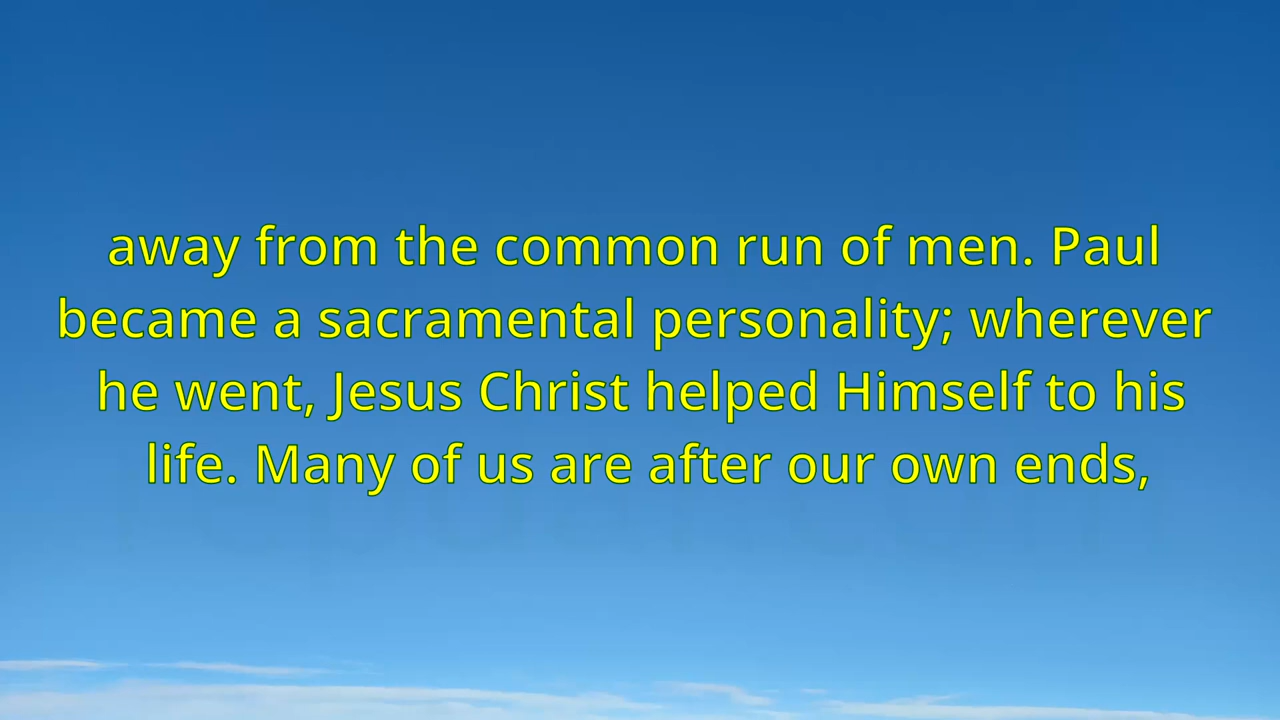 away from the common run of men. Paul
became a sacramental personality; wherever
he went, Jesus Christ helped Himself to his
life. Many of us are after our own ends,